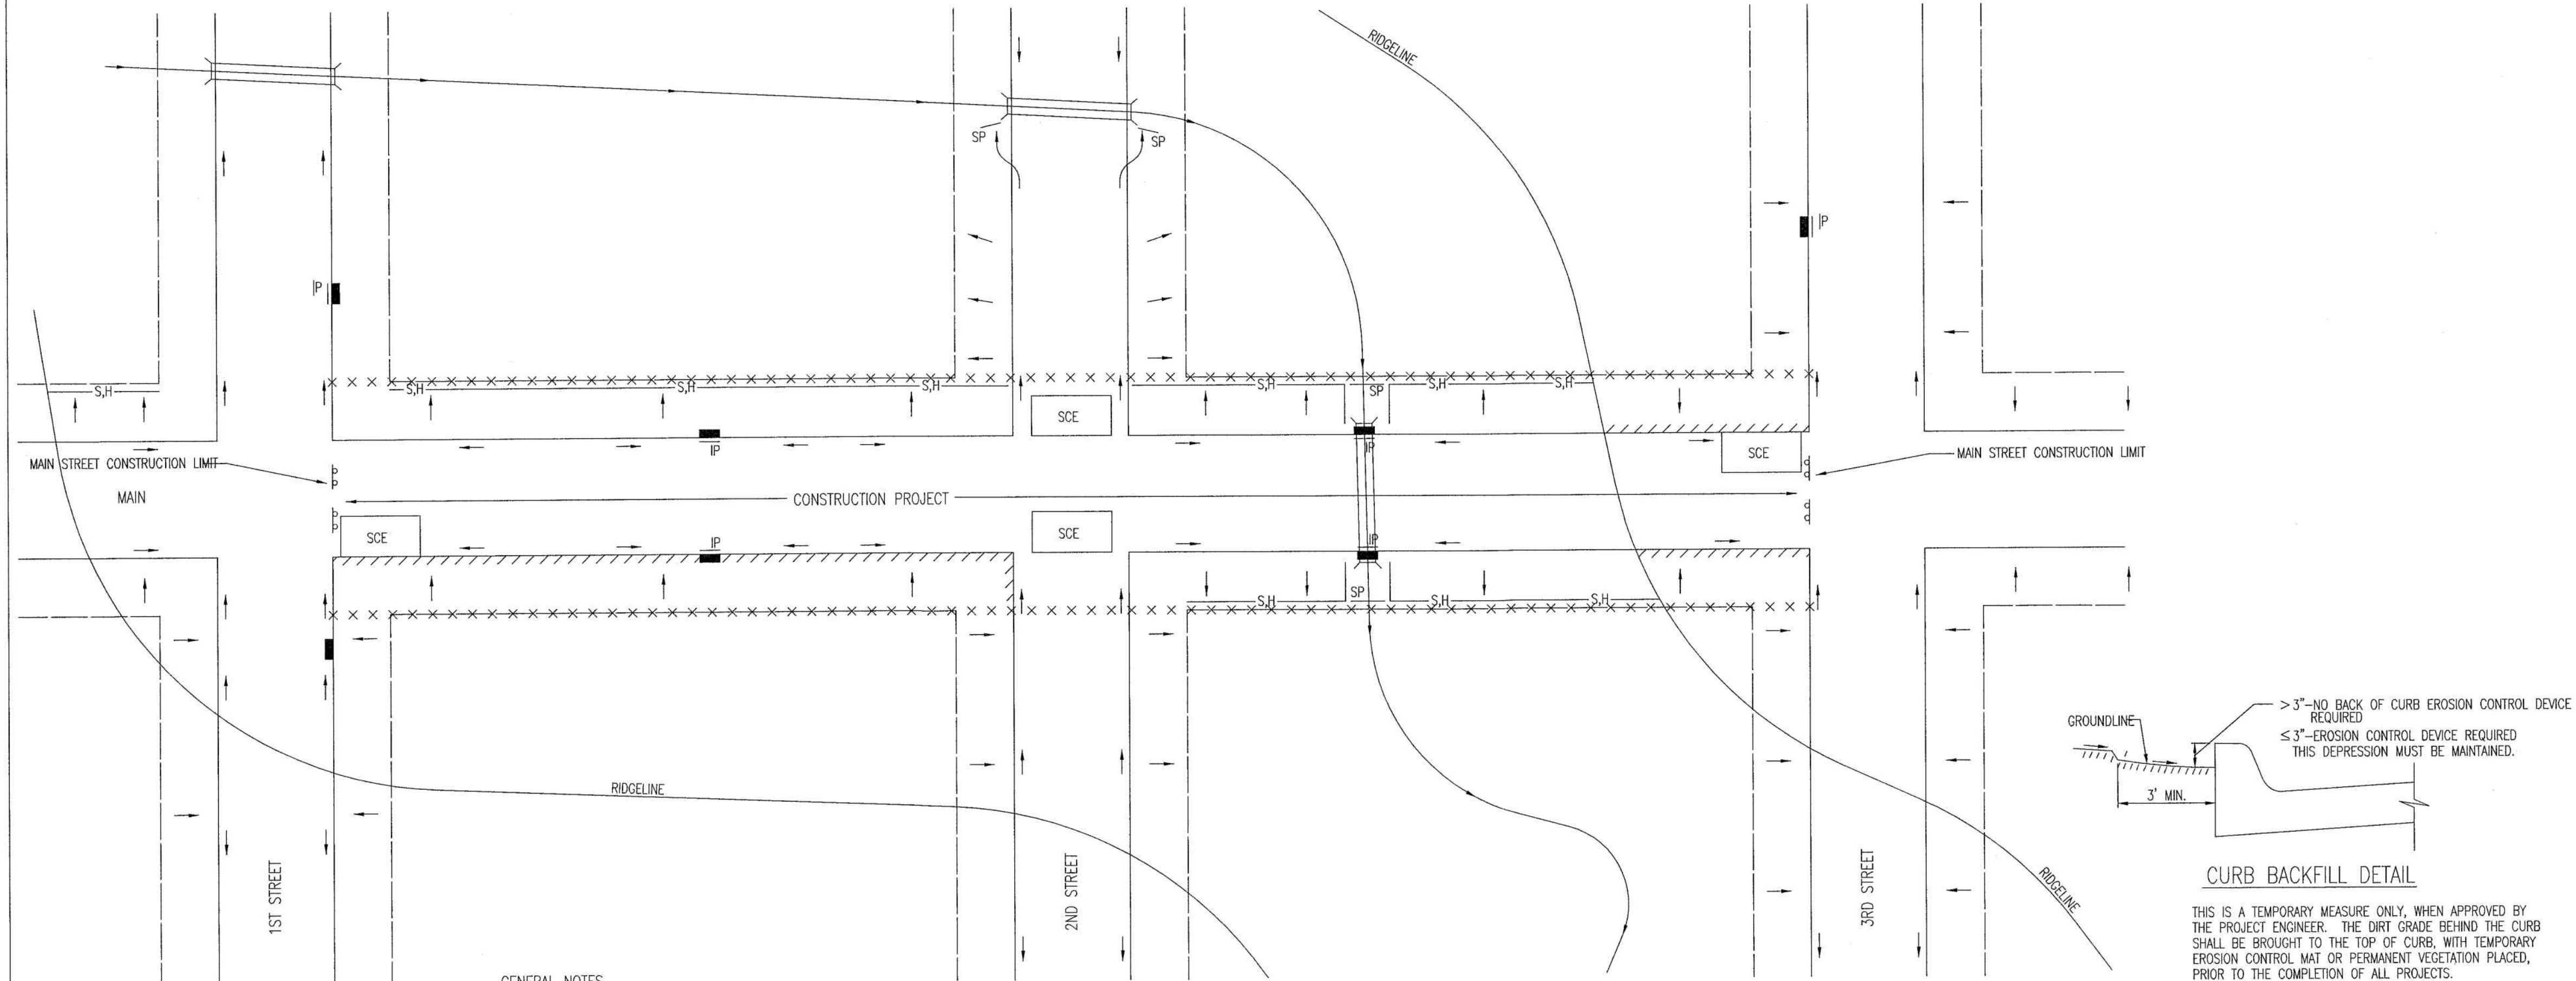 RIDGELINE
SP
SP
IP
IP
S,H
S,H
S,H
S,H
S,H
SP
S,H
S,H
SCE
IP
IP
SCE
MAIN STREET CONSTRUCTION LIMIT
MAIN STREET CONSTRUCTION LIMIT
MAIN
CONSTRUCTION PROJECT
SCE
SCE
IP
IP
S,H
SP
S,H
S,H
RIDGELINE
1ST STREET
2ND STREET
3RD STREET
RIDGELINE
GENERAL NOTES
GROUNDLINE
> 3"-NO BACK OF CURB EROSION CONTROL DEVICE
REQUIRED
≤ 3"-EROSION CONTROL DEVICE REQUIRED
THIS DEPRESSION MUST BE MAINTAINED.
3' MIN.
CURB BACKFILL DETAIL
THIS IS A TEMPORARY MEASURE ONLY, WHEN APPROVED BY
THE PROJECT ENGINEER. THE DIRT GRADE BEHIND THE CURB
SHALL BE BROUGHT TO THE TOP OF CURB, WITH TEMPORARY
EROSION CONTROL MAT OR PERMANENT VEGETATION PLACED,
PRIOR TO THE COMPLETION OF ALL PROJECTS.